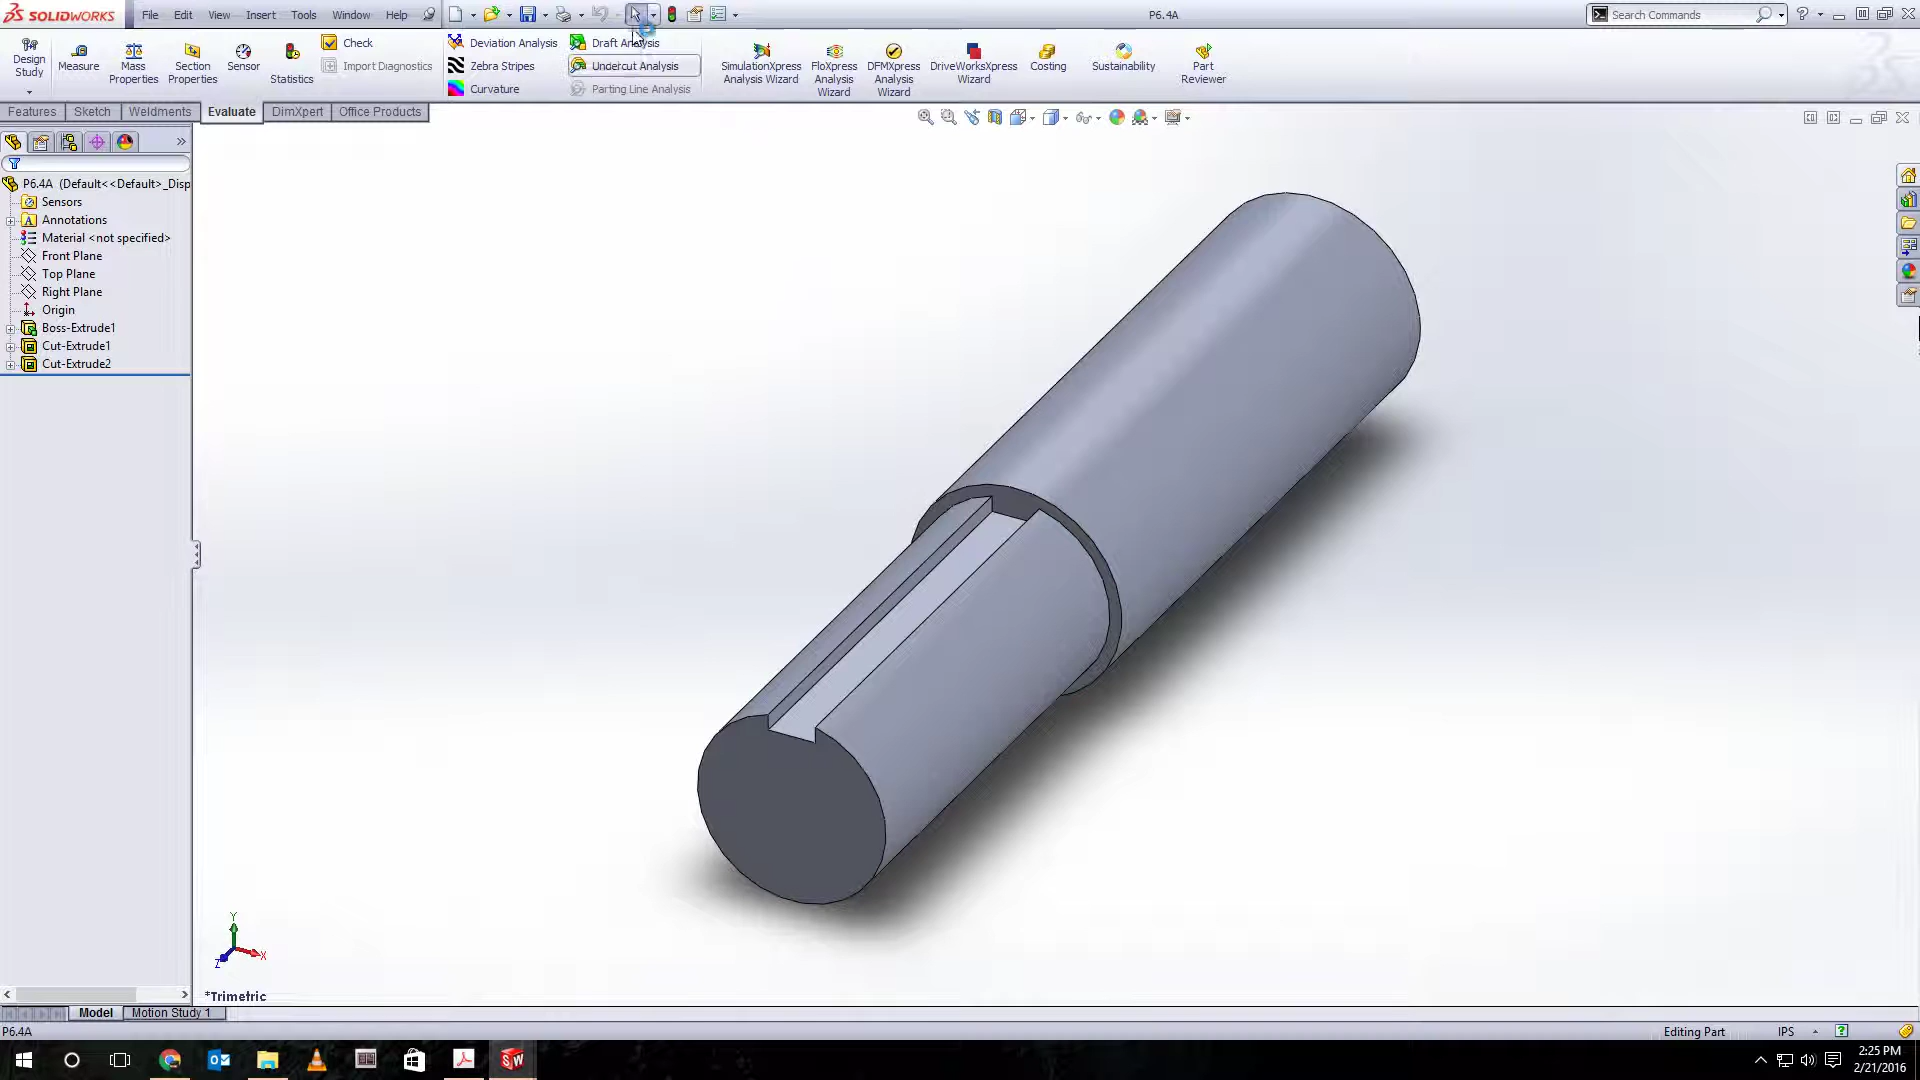 SOLIDWORKS File Edit View Insert Tools Window Help P6.4A Search Commands
Design Study
Measure
Mass Properties
Section Properties
Sensor
Statistics
Check
Import Diagnostics
Deviation Analysis
Zebra Stripes
Curvature
Draft Analysis
Undercut Analysis
Parting Line Analysis
SimulationXpress Analysis Wizard
FloXpress Analysis Wizard
DFMXpress Analysis Wizard
DriveWorksXpress Wizard
Costing
Sustainability
Part Reviewer
Features Sketch Weldments Evaluate DimXpert Office Products
P6.4A (Default<<Default>_Disp
Sensors
Annotations
Material <not specified>
Front Plane
Top Plane
Right Plane
Origin
Boss-Extrude1
Cut-Extrude1
Cut-Extrude2
Y
X
Z
*Trimetric
Model Motion Study 1
P6.4A Editing Part IPS
2:25 PM
2/21/2016